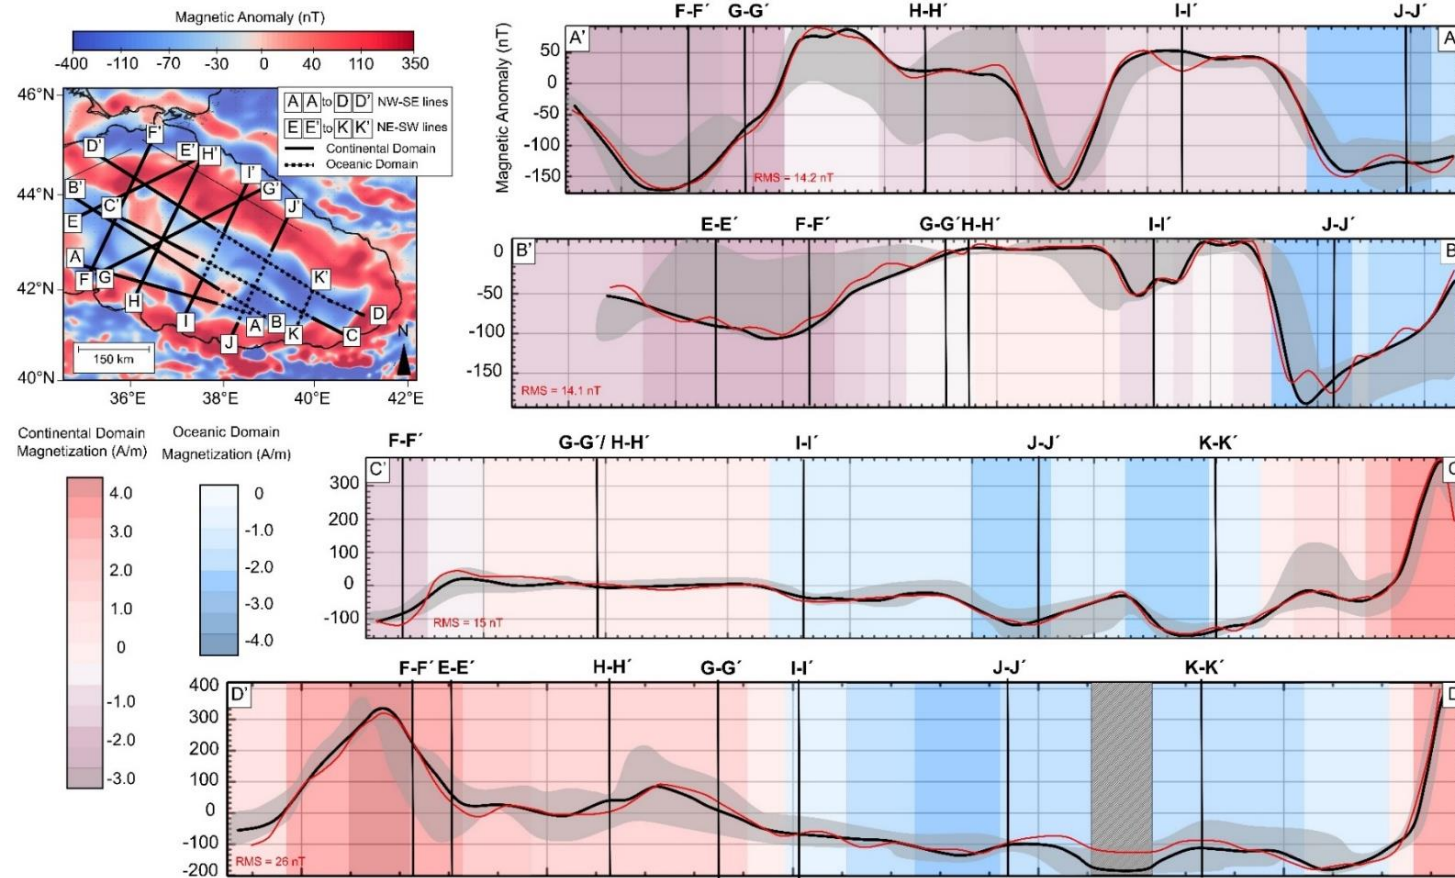 Magnetic Anomaly (nT)
-400 -110 -70 -30 0 40 110 350
46°N
44°N
42°N
40°N
36°E 38°E 40°E 42°E
A A to D D' NW-SE lines
E E' to K K' NE-SW lines
Continental Domain
Oceanic Domain
F'
D'
E'
H'
I'
B'
G'
C'
J'
E
A
F
G
K'
H
I
A
B
D
J
K
C
N
150 km
Continental Domain
Magnetization (A/m)
4.0
3.0
2.0
1.0
0
-1.0
-2.0
-3.0
Oceanic Domain
Magnetization (A/m)
0
-1.0
-2.0
-3.0
-4.0
F-F´ G-G´ H-H´ I-I´ J-J´
A' A
Magnetic Anomaly (nT)
50
0
-50
-100
-150
RMS = 14.2 nT
E-E´ F-F´ G-G´ H-H´ I-I´ J-J´
B' B
0
-50
-100
-150
RMS = 14.1 nT
F-F´ G-G´/ H-H´ I-I´ J-J´ K-K´
C' C
300
200
100
0
-100
RMS = 15 nT
F-F´ E-E´ H-H´ G-G´ I-I´ J-J´ K-K´
D' D
400
300
200
100
0
-100
-200
RMS = 26 nT